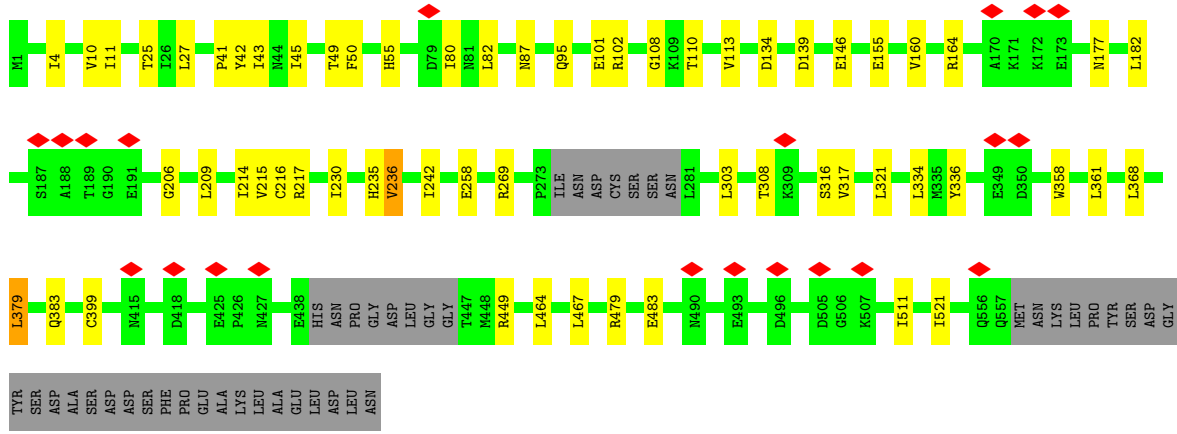 M1 I4 V10 I11 T25 I26 L27 P41 Y42 I43 N44 I45 T49 F50 H55 D79 I80 N81 L82 N87 Q95 E101 R102 G108 K109 T110 V113 D134 D139 E146 E155 V160 R164 A170 K171 K172 E173 N177 L182
S187 A188 T189 G190 E191 G206 L209 I214 V215 C216 R217 I230 H235 V236 I242 E258 R269 P273 ILE ASN ASP CYS SER SER ASN L281 L303 T308 K309 S316 V317 L321 L334 M335 Y336 E349 D350 W358 L361 L368
L379 Q383 C399 N415 D418 E425 P426 N427 E438 HIS ASN PRO GLY ASP LEU GLY GLY T447 M448 R449 L464 L467 R479 E483 N490 E493 D496 D505 G506 K507 I511 I521 Q556 Q557 MET ASN LYS LEU PRO TYR SER ASP GLY
TYR SER ASP ALA SER ASP ASP SER PHE PRO GLU ALA LYS LEU ALA GLU LEU ASP LEU ASN